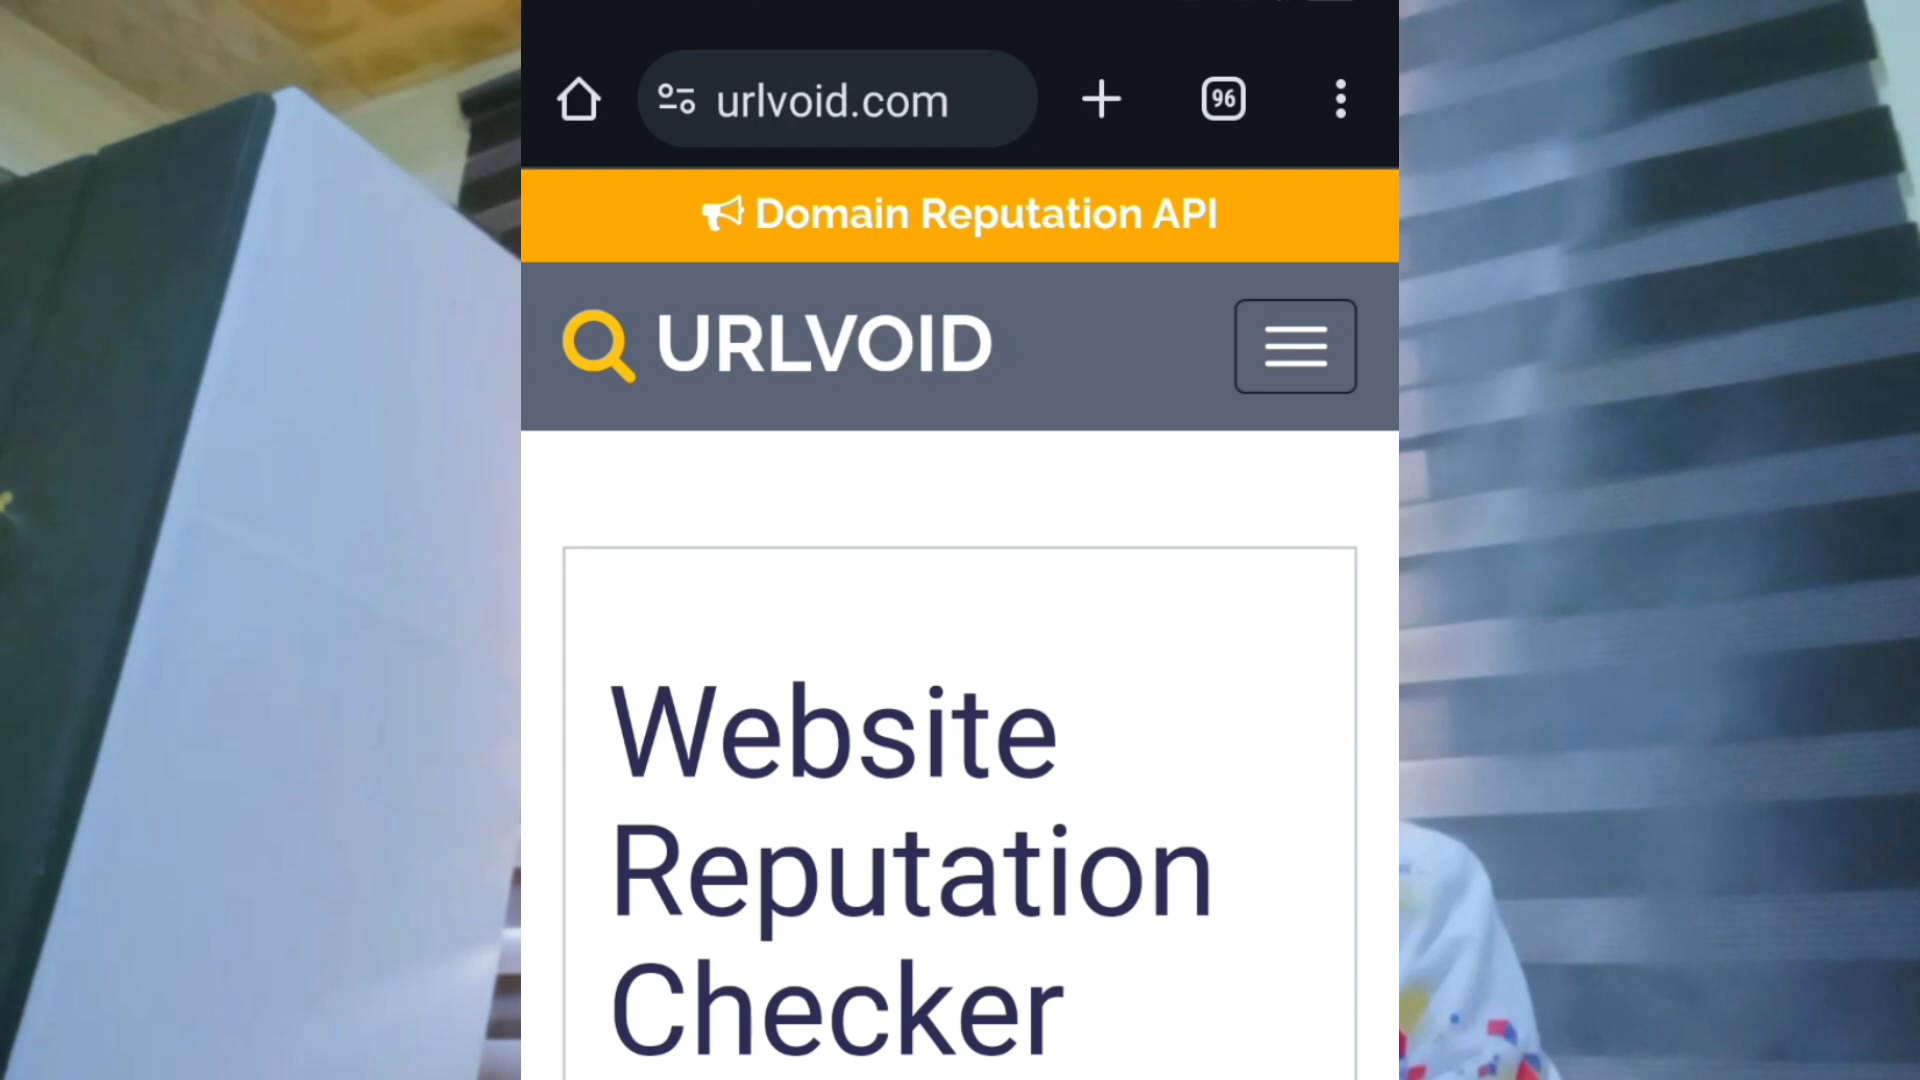 urlvoid.com
96
Domain Reputation API
URLVOID
Website
Reputation
Checker